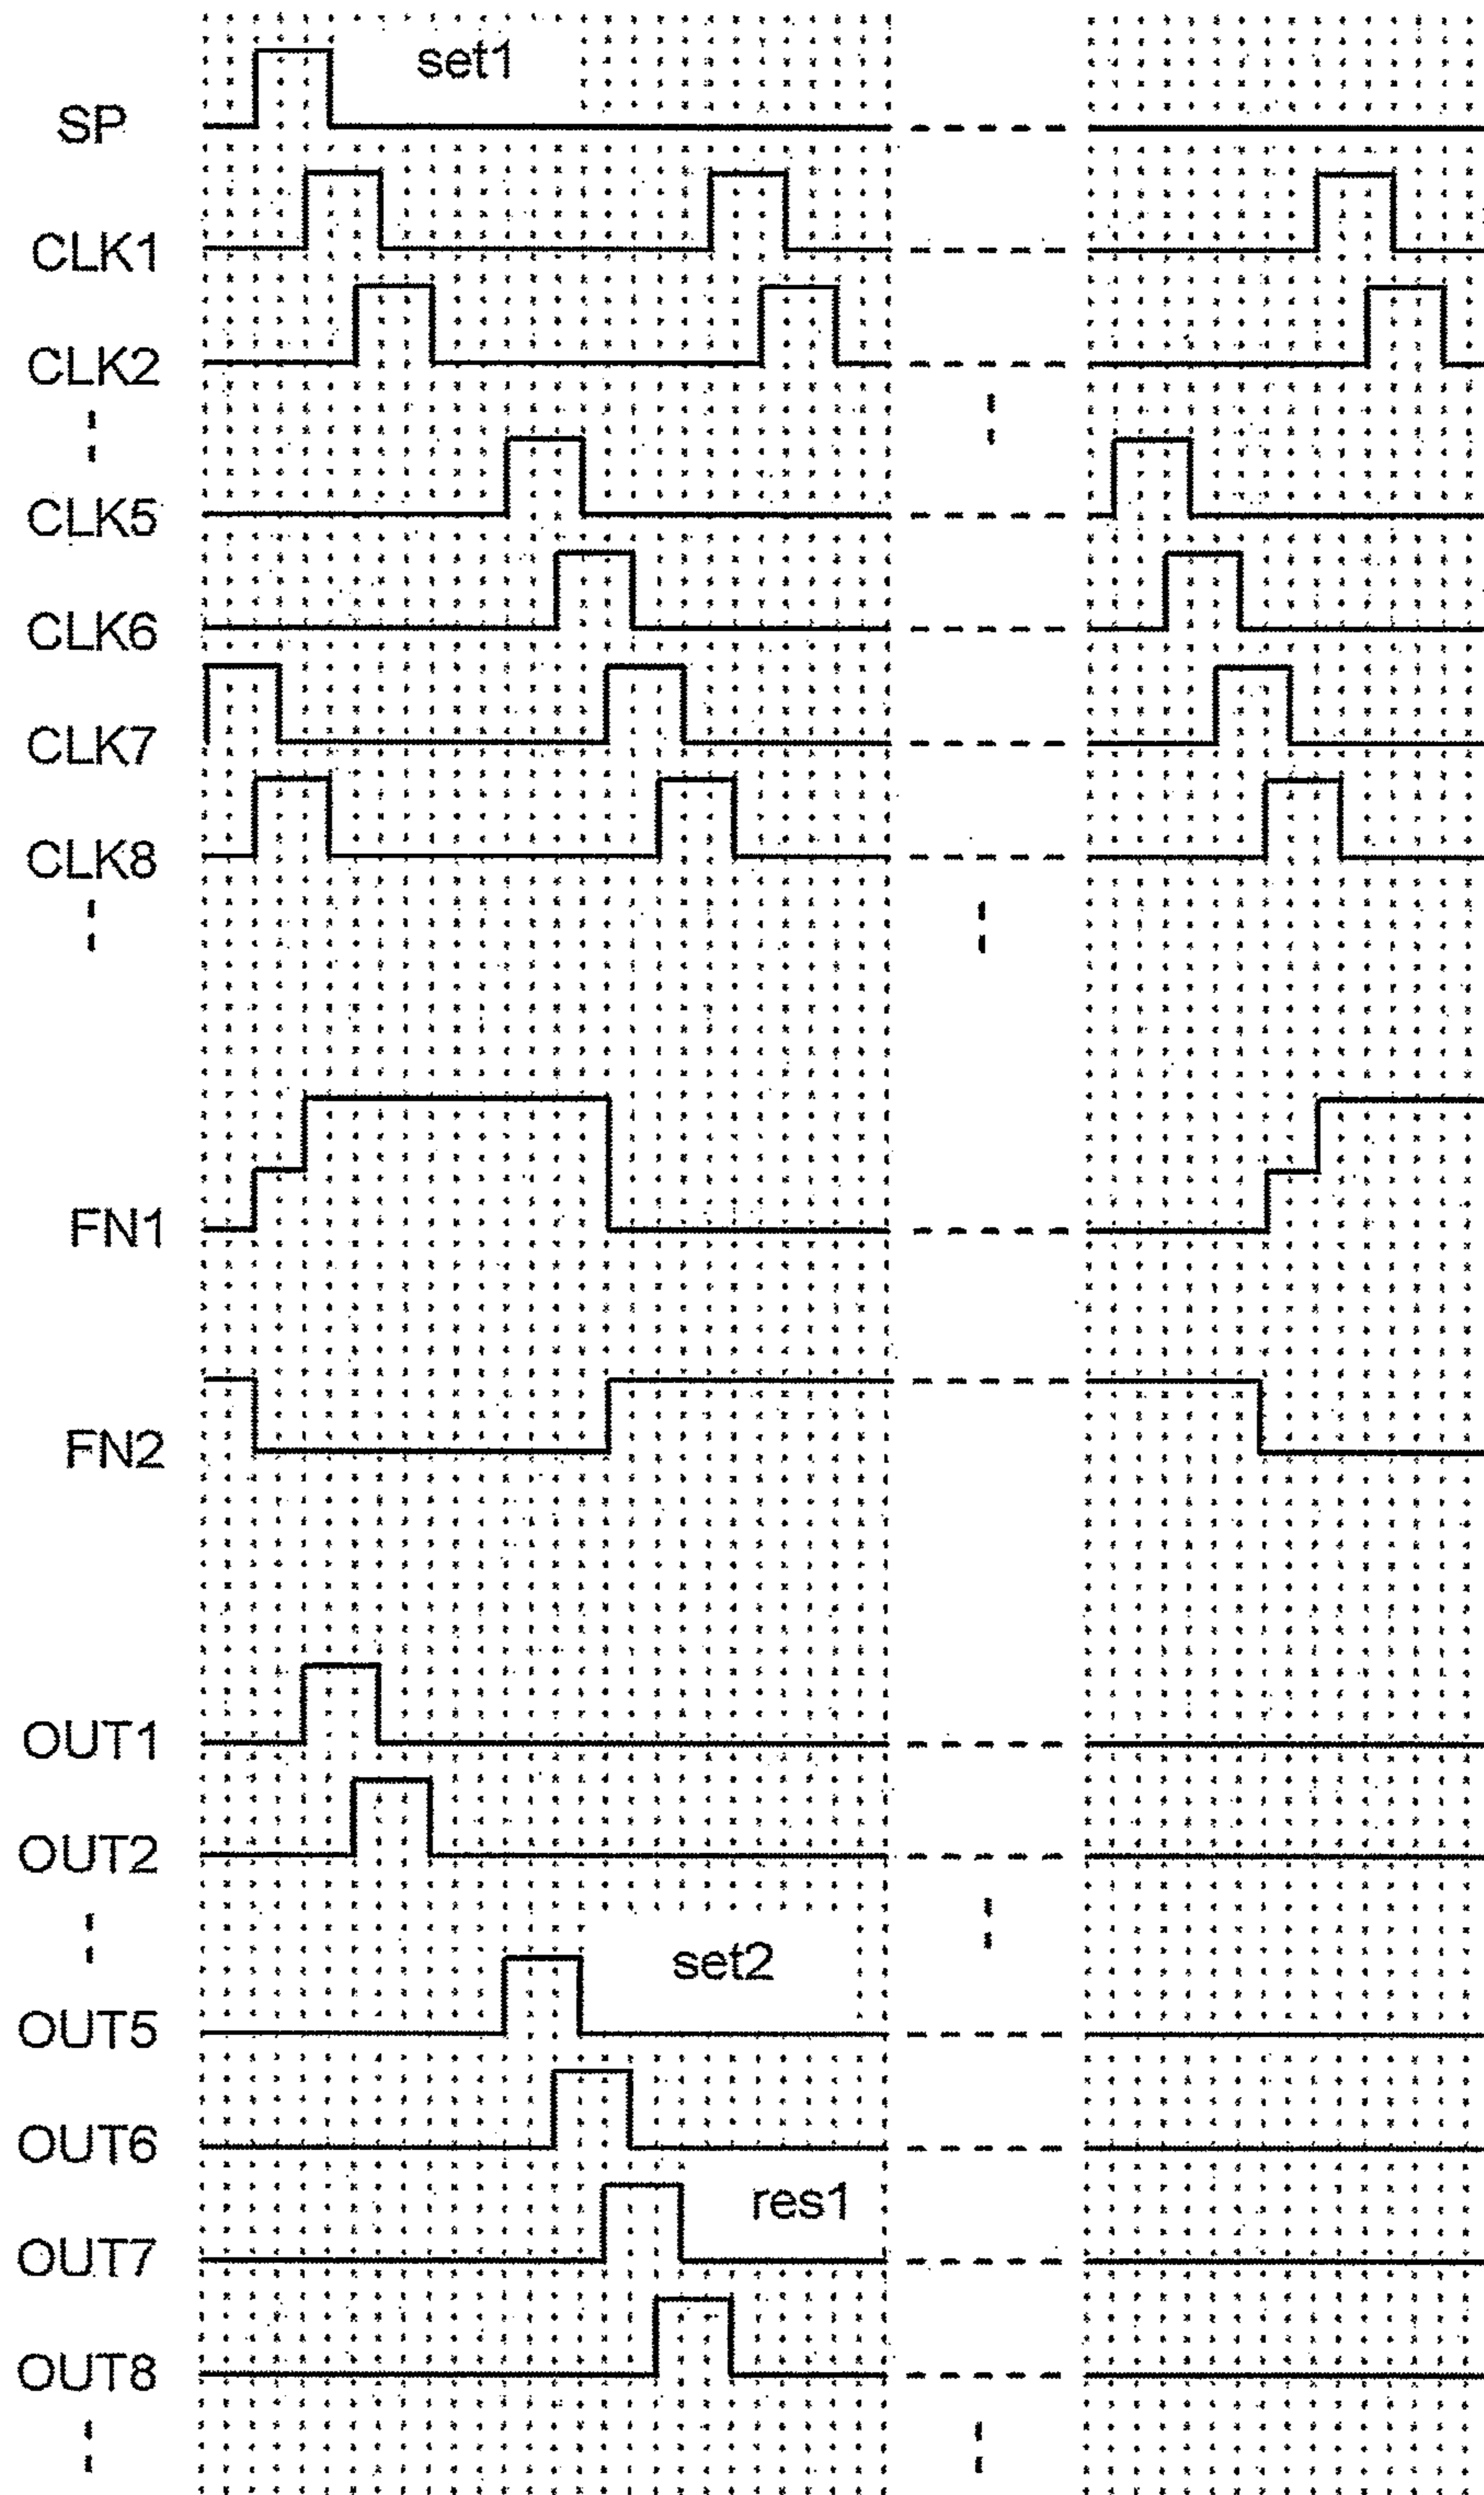 set1
SP
CLK1
CLK2
CLK5
CLK6
CLK7
CLK8
FN1
FN2
OUT1
OUT2
set2
OUT5
OUT6
res1
OUT7
OUT8